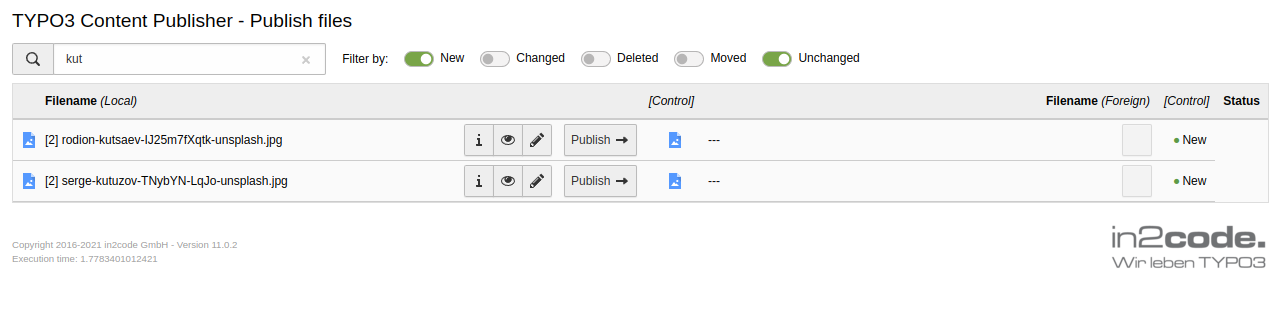 TYPO3 Content Publisher - Publish files
kut
Filter by: New Changed Deleted Moved Unchanged
Filename (Local) [Control] Filename (Foreign) [Control] Status
[2] rodion-kutsaev-IJ25m7fXqtk-unsplash.jpg Publish --- New
[2] serge-kutuzov-TNybYN-LqJo-unsplash.jpg Publish --- New
Copyright 2016-2021 in2code GmbH - Version 11.0.2
Execution time: 1.7783401012421
in2code.
Wir leben TYPO3